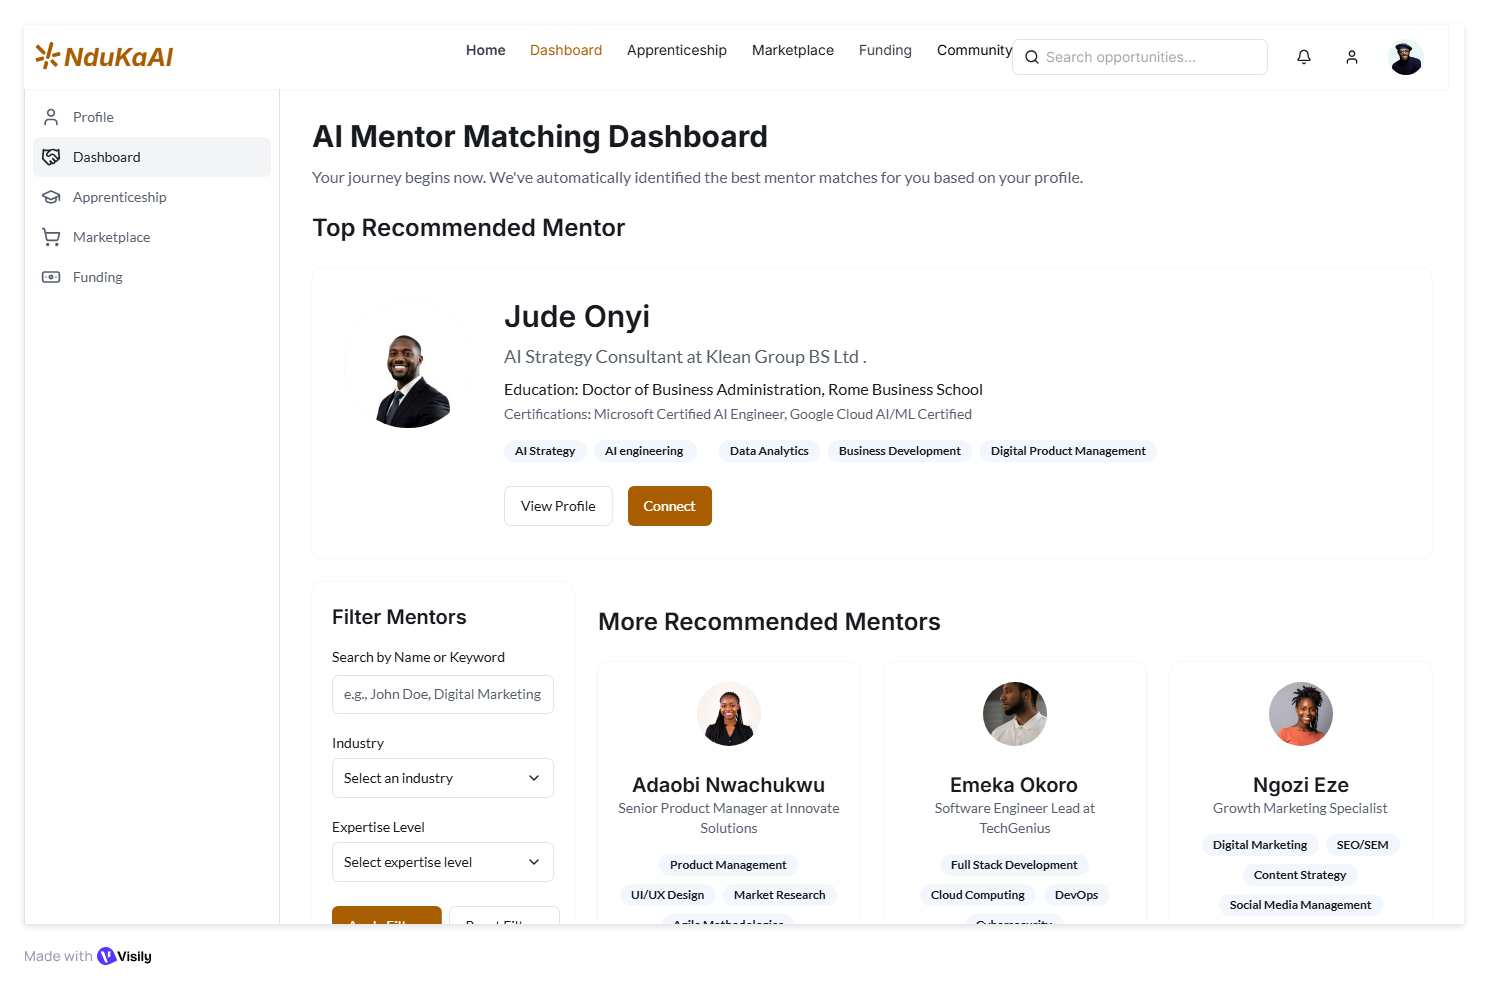 NduKaAI
Home Dashboard Apprenticeship Marketplace Funding Community
Search opportunities...
Profile
Dashboard
Apprenticeship
Marketplace
Funding
AI Mentor Matching Dashboard
Your journey begins now. We've automatically identified the best mentor matches for you based on your profile.
Top Recommended Mentor
Jude Onyi
AI Strategy Consultant at Klean Group BS Ltd .
Education: Doctor of Business Administration, Rome Business School
Certifications: Microsoft Certified AI Engineer, Google Cloud AI/ML Certified
AI Strategy AI engineering Data Analytics Business Development Digital Product Management
View Profile Connect
Filter Mentors
Search by Name or Keyword
e.g., John Doe, Digital Marketing
Industry
Select an industry
Expertise Level
Select expertise level
More Recommended Mentors
Adaobi Nwachukwu
Senior Product Manager at Innovate
Solutions
Product Management
UI/UX Design Market Research
Agile Methodologies
Emeka Okoro
Software Engineer Lead at
TechGenius
Full Stack Development
Cloud Computing DevOps
Cybersecurity
Ngozi Eze
Growth Marketing Specialist
Digital Marketing SEO/SEM
Content Strategy
Social Media Management
Made with Visily